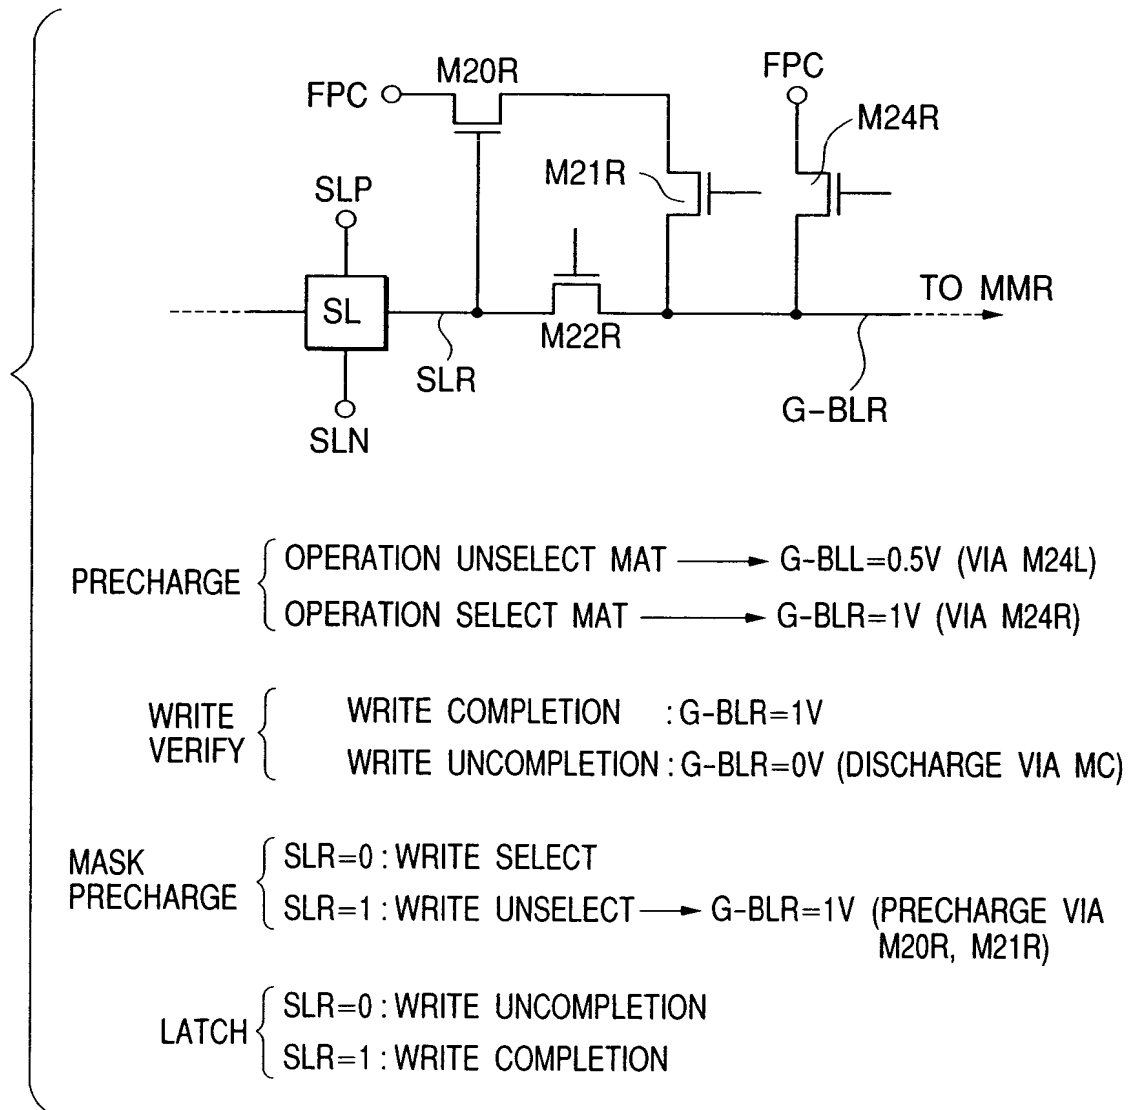 M20R
FPC
FPC
M24R
M21R
SLP
SL
TO MMR
M22R
SLR
G-BLR
SLN
PRECHARGE
OPERATION UNSELECT MAT G-BLL=0.5V (VIA M24L)
OPERATION SELECT MAT G-BLR=1V (VIA M24R)
WRITE
VERIFY
WRITE COMPLETION : G-BLR=1V
WRITE UNCOMPLETION : G-BLR=0V (DISCHARGE VIA MC)
MASK
PRECHARGE
SLR=0 : WRITE SELECT
SLR=1 : WRITE UNSELECT G-BLR=1V (PRECHARGE VIA
M20R, M21R)
LATCH
SLR=0 : WRITE UNCOMPLETION
SLR=1 : WRITE COMPLETION